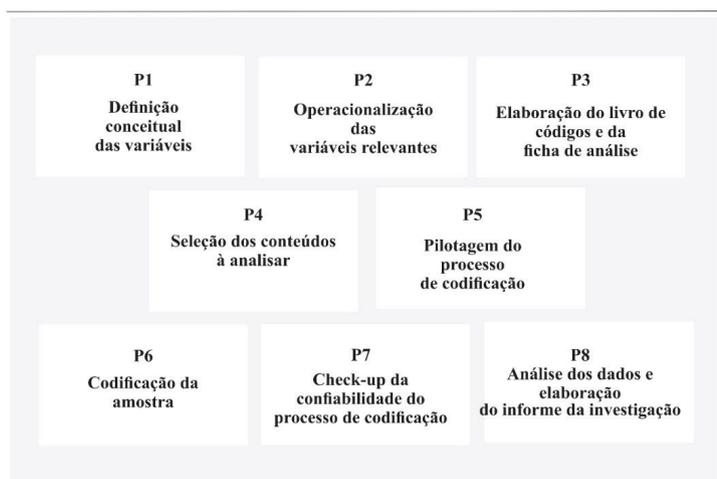 P1
Definição
conceitual
das variáveis
P2
Operacionalização
das
variáveis relevantes
P3
Elaboração do livro de
códigos e da
ficha de análise
P4
Seleção dos conteúdos
à analisar
P5
Pilotagem do
processo
de codificação
P6
Codificação da
amostra
P7
Check-up da
confiabilidade do
processo de codificação
P8
Análise dos dados e
elaboração
do informe da investigação